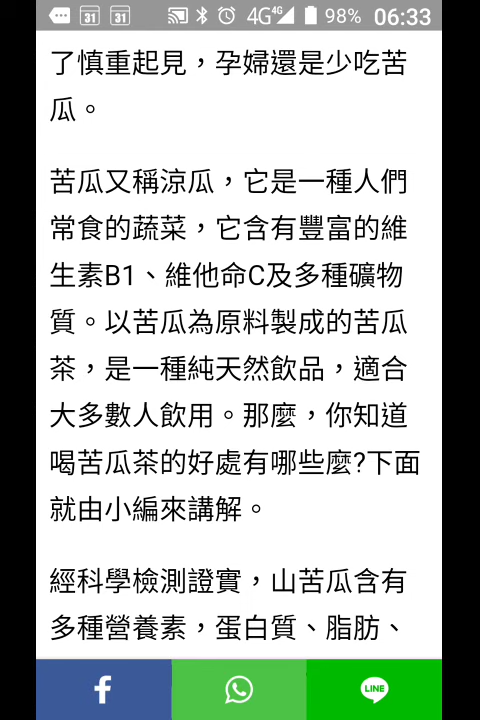 31 31 4G 4G 98% 06:33
了慎重起見，孕婦還是少吃苦
瓜。
苦瓜又稱涼瓜，它是一種人們
常食的蔬菜，它含有豐富的維
生素B1、維他命C及多種礦物
質。以苦瓜為原料製成的苦瓜
茶，是一種純天然飲品，適合
大多數人飲用。那麼，你知道
喝苦瓜茶的好處有哪些麼?下面
就由小編來講解。
經科學檢測證實，山苦瓜含有
多種營養素，蛋白質、脂肪、
f LINE